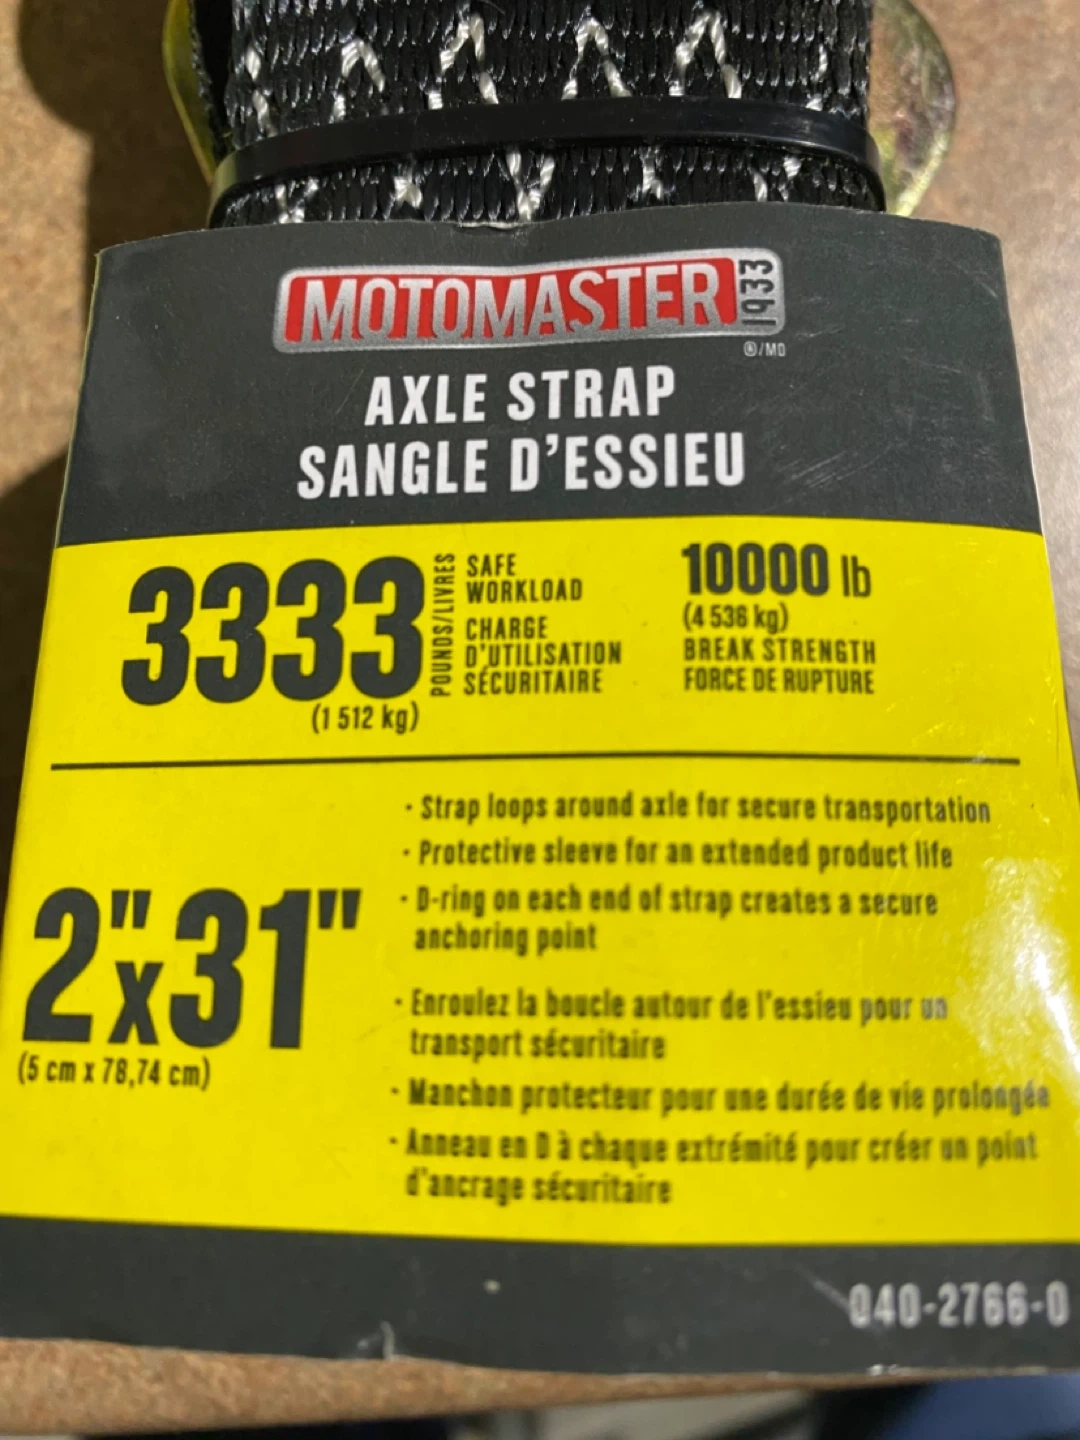 MOTOMASTER 1933
®/MD
AXLE STRAP
SANGLE D'ESSIEU
3333 POUNDS/LIVRES
(1 512 kg)
SAFE
WORKLOAD
CHARGE
D'UTILISATION
SÉCURITAIRE
10000 lb
(4 536 kg)
BREAK STRENGTH
FORCE DE RUPTURE
2"x31"
(5 cm x 78,74 cm)
· Strap loops around axle for secure transportation
· Protective sleeve for an extended product life
· D-ring on each end of strap creates a secure
anchoring point
· Enroulez la boucle autour de l'essieu pour un
transport sécuritaire
· Manchon protecteur pour une durée de vie prolongée
· Anneau en D à chaque extrémité pour créer un point
d'ancrage sécuritaire
040-2766-0